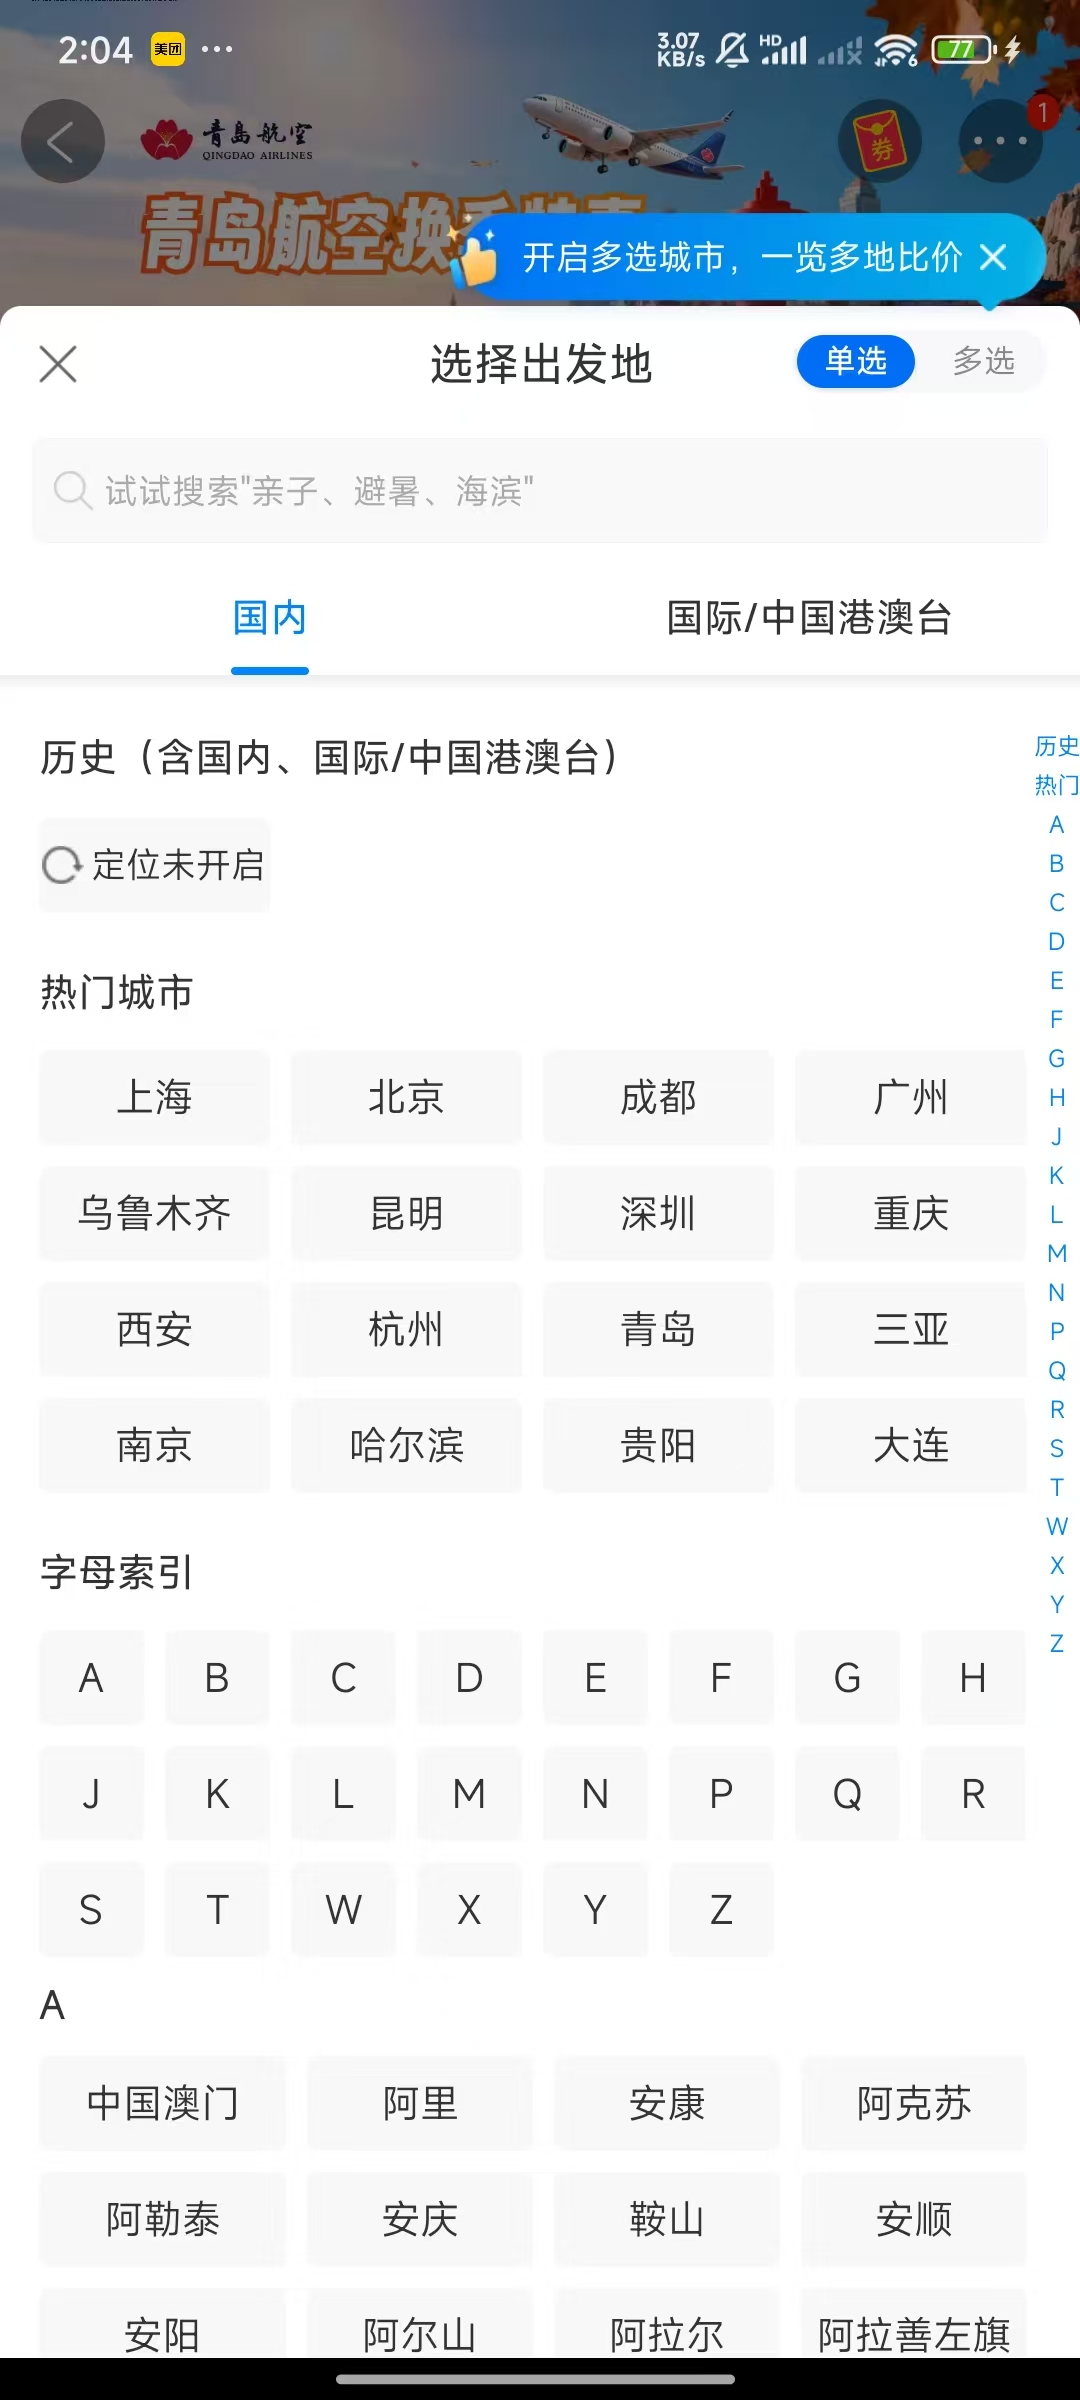 2:04 美团 ... 3.07 KB/s HD 6 77
青岛航空
QINGDAO AIRLINES
券
1
青岛航空换季特惠
开启多选城市，一览多地比价
选择出发地 单选 多选
试试搜索"亲子、避暑、海滨"
国内 国际/中国港澳台
历史（含国内、国际/中国港澳台）
定位未开启
热门城市
上海 北京 成都 广州
乌鲁木齐 昆明 深圳 重庆
西安 杭州 青岛 三亚
南京 哈尔滨 贵阳 大连
字母索引
A B C D E F G H
J K L M N P Q R
S T W X Y Z
A
中国澳门 阿里 安康 阿克苏
阿勒泰 安庆 鞍山 安顺
安阳 阿尔山 阿拉尔 阿拉善左旗
历史
热门
A
B
C
D
E
F
G
H
J
K
L
M
N
P
Q
R
S
T
W
X
Y
Z